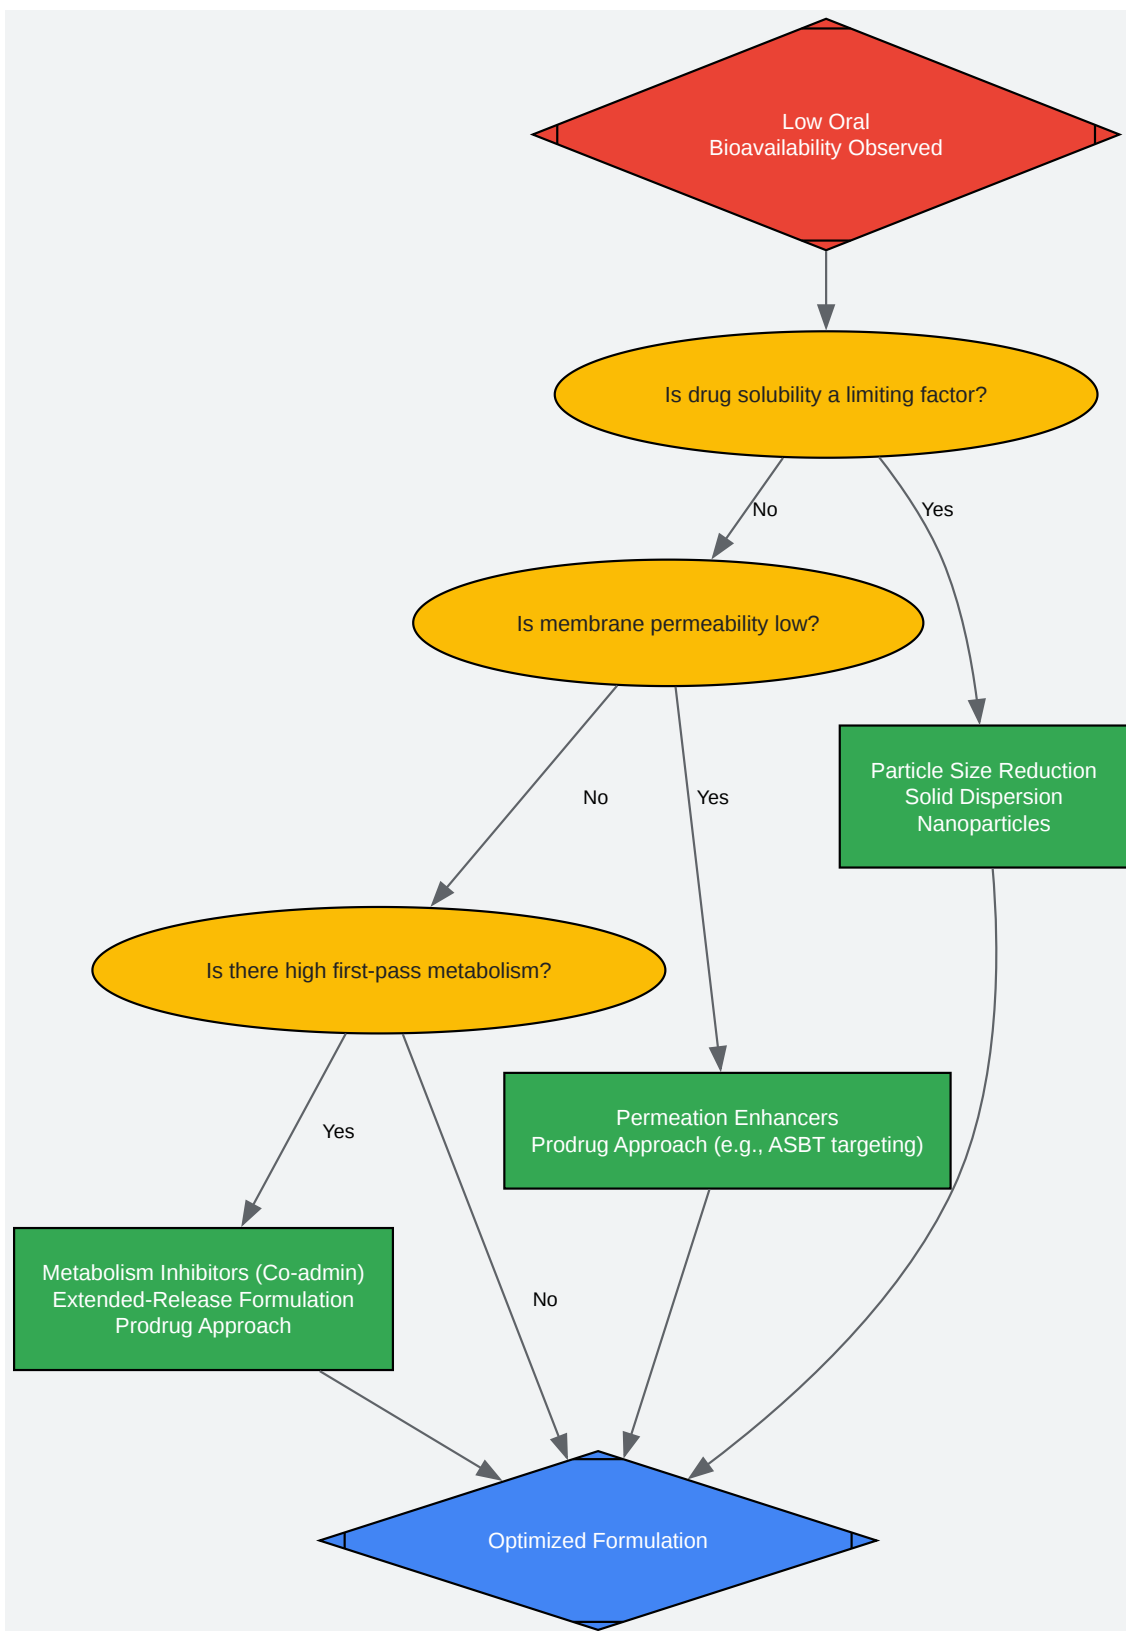 Low Oral
Bioavailability Observed
Is drug solubility a limiting factor?
No
Yes
Is membrane permeability low?
No
Yes
Particle Size Reduction
Solid Dispersion
Nanoparticles
Is there high first-pass metabolism?
Yes
No
Permeation Enhancers
Prodrug Approach (e.g., ASBT targeting)
Metabolism Inhibitors (Co-admin)
Extended-Release Formulation
Prodrug Approach
Optimized Formulation